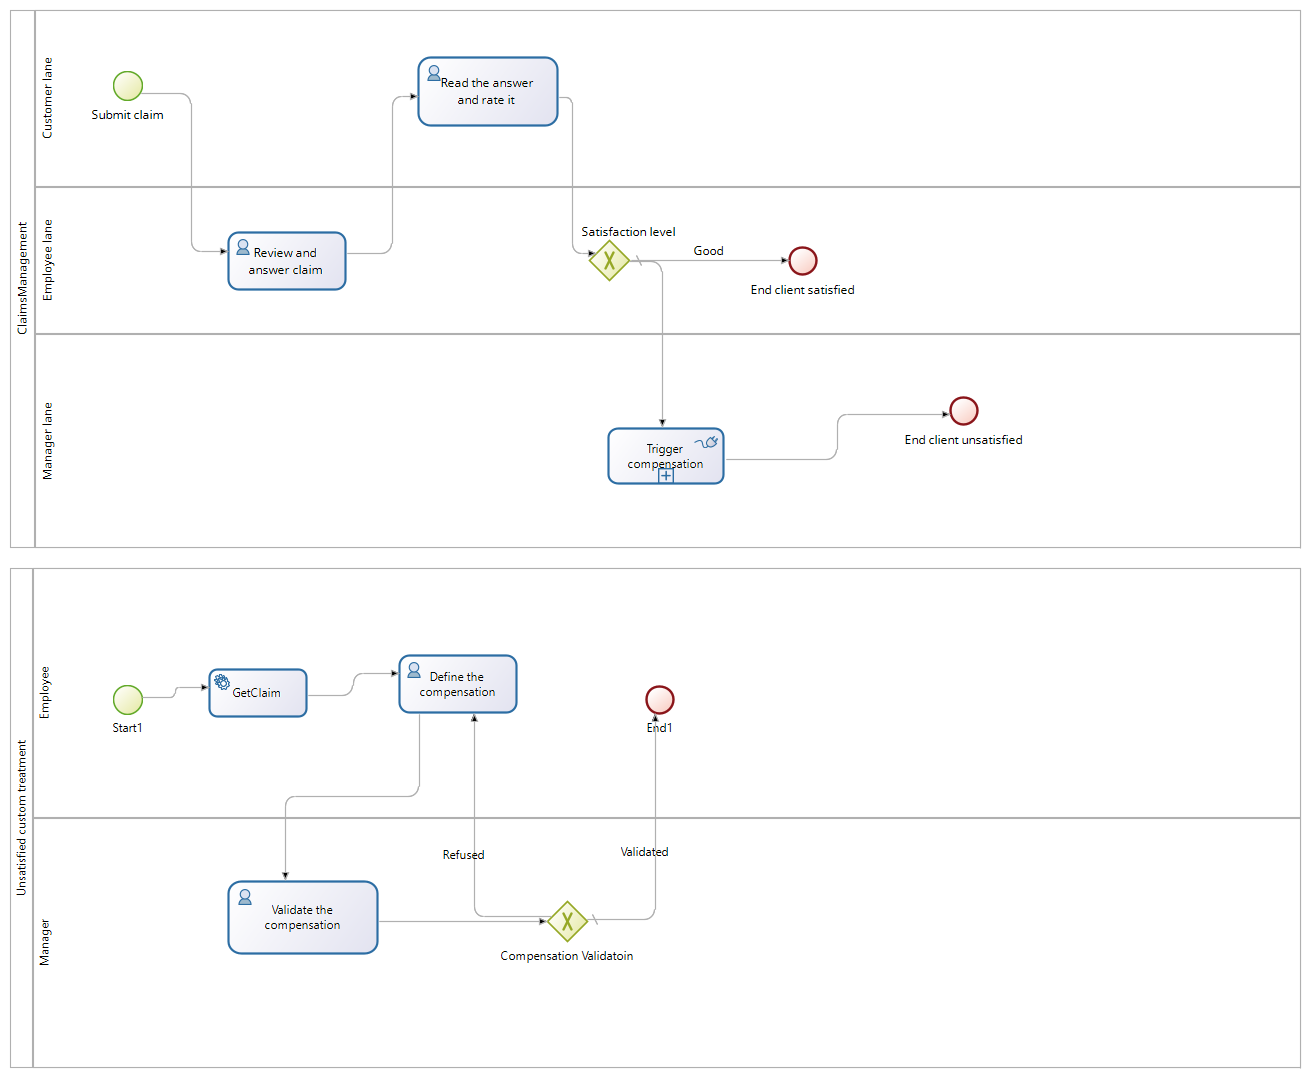 ClaimsManagement
Customer lane
Submit claim
Read the answer
and rate it
Employee lane
Review and
answer claim
Satisfaction level
Good
End client satisfied
Manager lane
Trigger
compensation
End client unsatisfied
Unsatisfied custom treatment
Employee
Start1
GetClaim
Define the
compensation
End1
Manager
Refused
Validated
Validate the
compensation
Compensation Validatoin